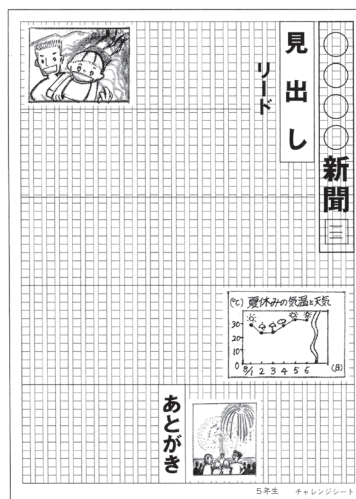 ○○○○新聞
見出し
リード
(℃) 夏休みの気温と天気
30
20
10
0
8/1 2 3 4 5 6 (日)
あとがき
5年生 チャレンジシート